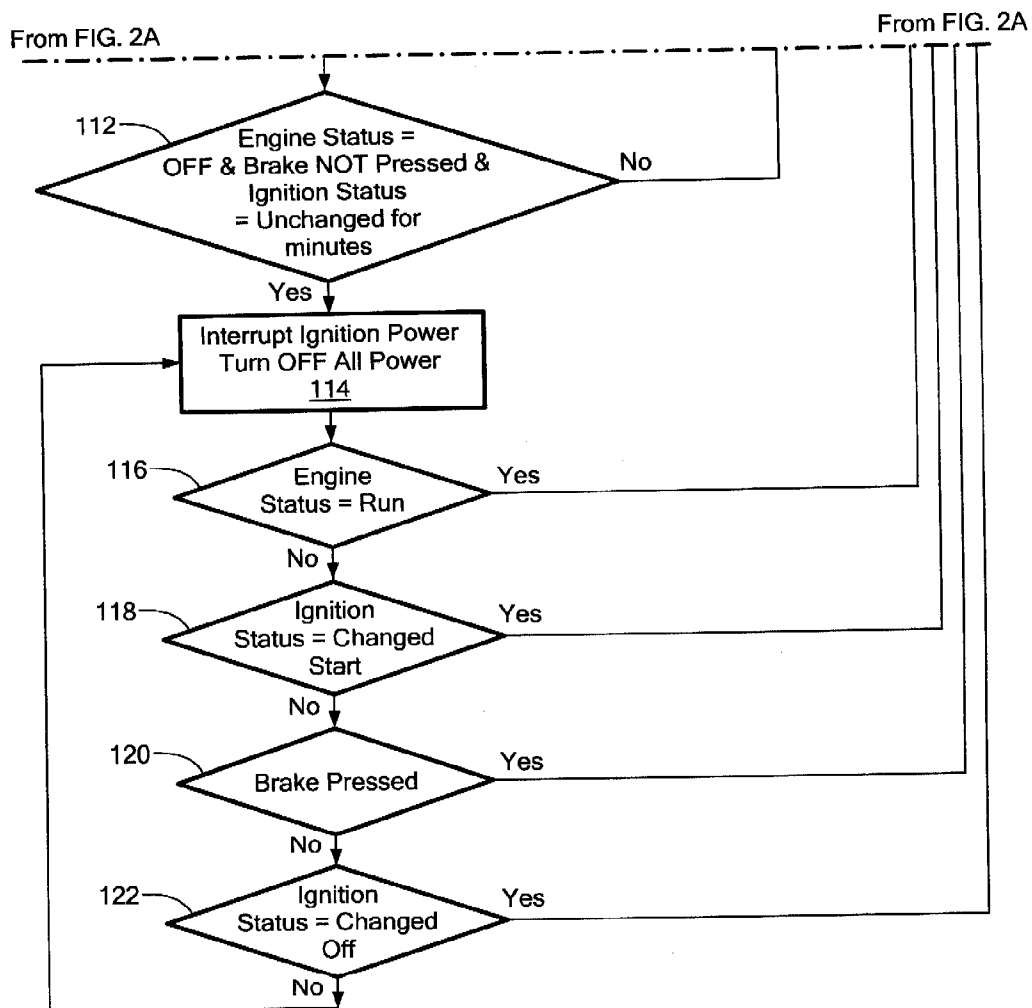 From FIG. 2A
From FIG. 2A
112
Engine Status =
OFF & Brake NOT Pressed &
Ignition Status
= Unchanged for
minutes
No
Yes
Interrupt Ignition Power
Turn OFF All Power
114
116
Engine
Status = Run
Yes
No
118
Ignition
Status = Changed
Start
Yes
No
120
Brake Pressed
Yes
No
122
Ignition
Status = Changed
Off
Yes
No